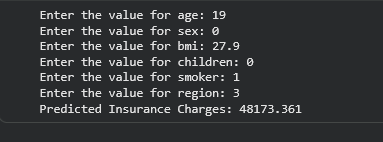 Enter the value for age: 19
Enter the value for sex: 0
Enter the value for bmi: 27.9
Enter the value for children: 0
Enter the value for smoker: 1
Enter the value for region: 3
Predicted Insurance Charges: 48173.361